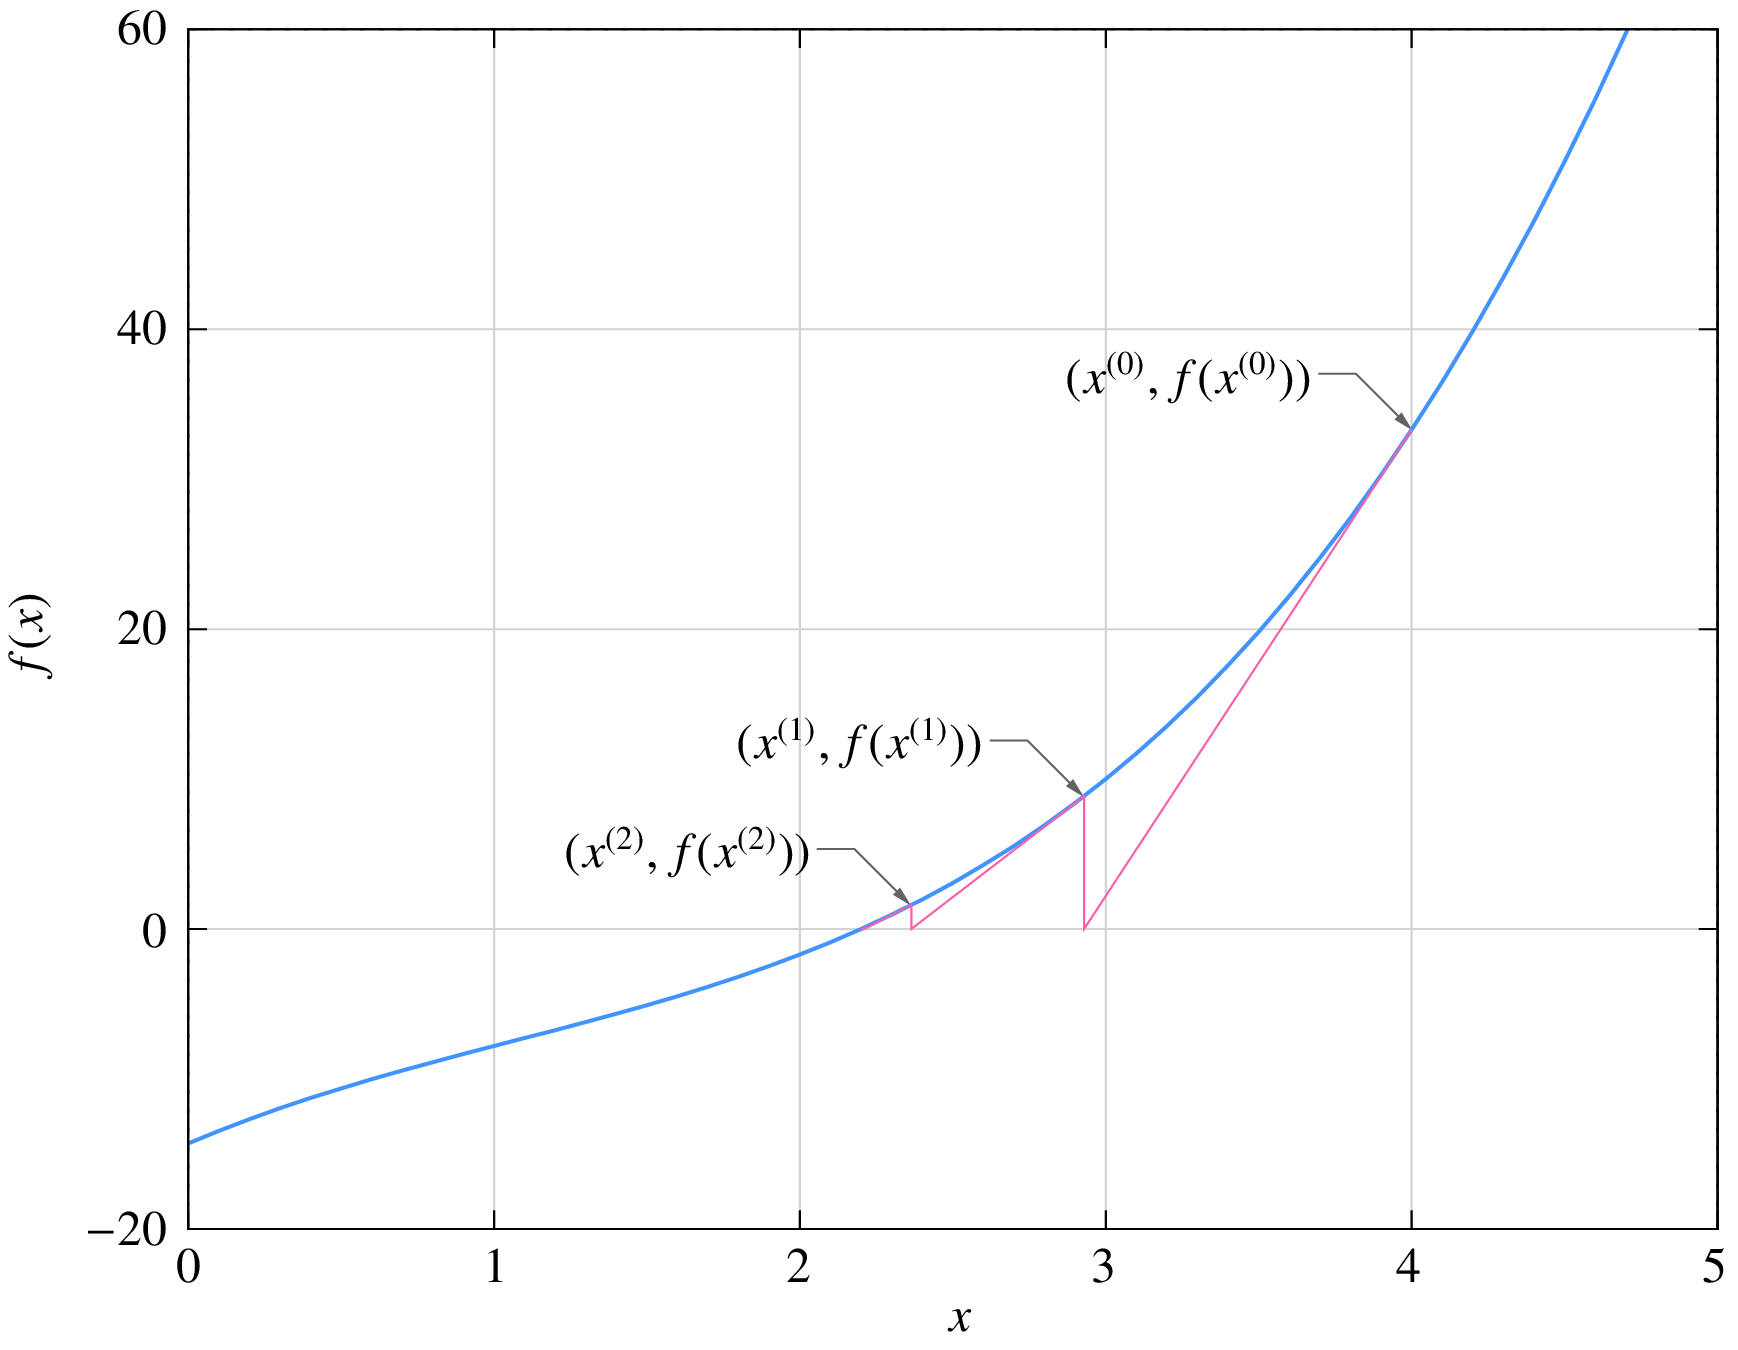 60
40
(x⁽⁰⁾, f(x⁽⁰⁾))
f(x)
20
(x⁽¹⁾, f(x⁽¹⁾))
(x⁽²⁾, f(x⁽²⁾))
0
−20
0 1 2 3 4 5
x